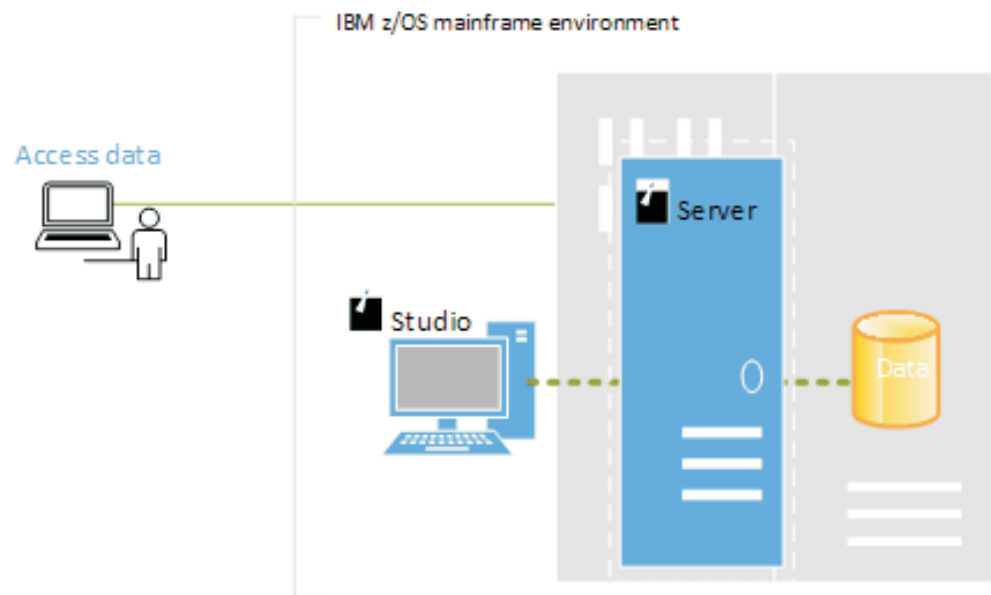 IBM z/OS mainframe environment
Access data
Server
Studio
Data